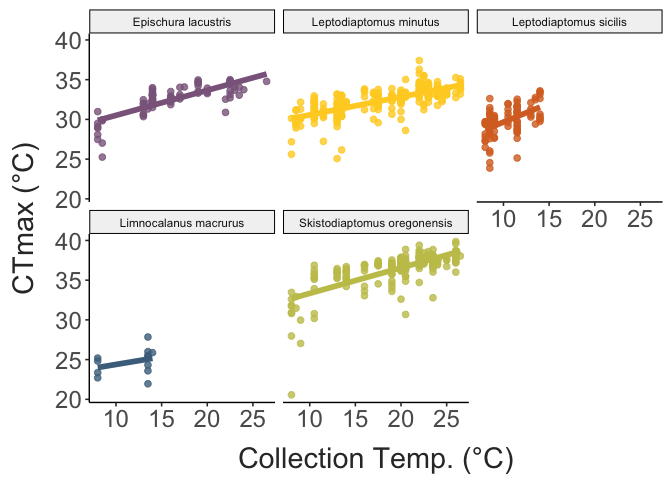 Epischura lacustris
Leptodiaptomus minutus
Leptodiaptomus sicilis
40
35
30
25
20
10 15 20 25
Limnocalanus macrurus
Skistodiaptomus oregonensis
40
35
30
25
20
10 15 20 25
10 15 20 25
CTmax (°C)
Collection Temp. (°C)